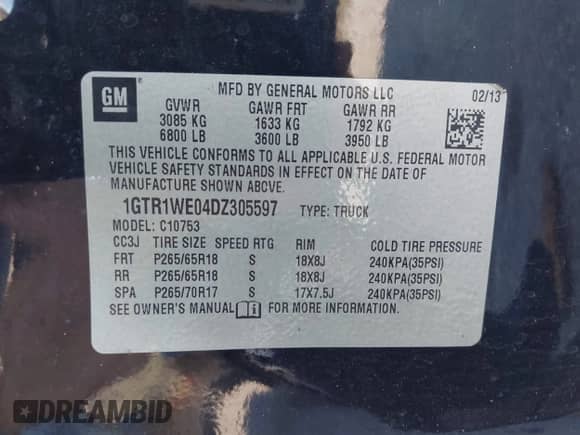 GM
MFD BY GENERAL MOTORS LLC 02/13
GVWR GAWR FRT GAWR RR
3085 KG 1633 KG 1792 KG
6800 LB 3600 LB 3950 LB
THIS VEHICLE CONFORMS TO ALL APPLICABLE U.S. FEDERAL MOTOR
VEHICLE SAFETY STANDARDS IN EFFECT ON THE DATE OF
MANUFACTURE SHOWN ABOVE.
1GTR1WE04DZ305597 TYPE: TRUCK
MODEL: C10753
CC3J TIRE SIZE SPEED RTG RIM COLD TIRE PRESSURE
FRT P265/65R18 S 18X8J 240KPA(35PSI)
RR P265/65R18 S 18X8J 240KPA(35PSI)
SPA P265/70R17 S 17X7.5J 240KPA(35PSI)
SEE OWNER'S MANUAL FOR MORE INFORMATION.
DREAMBID